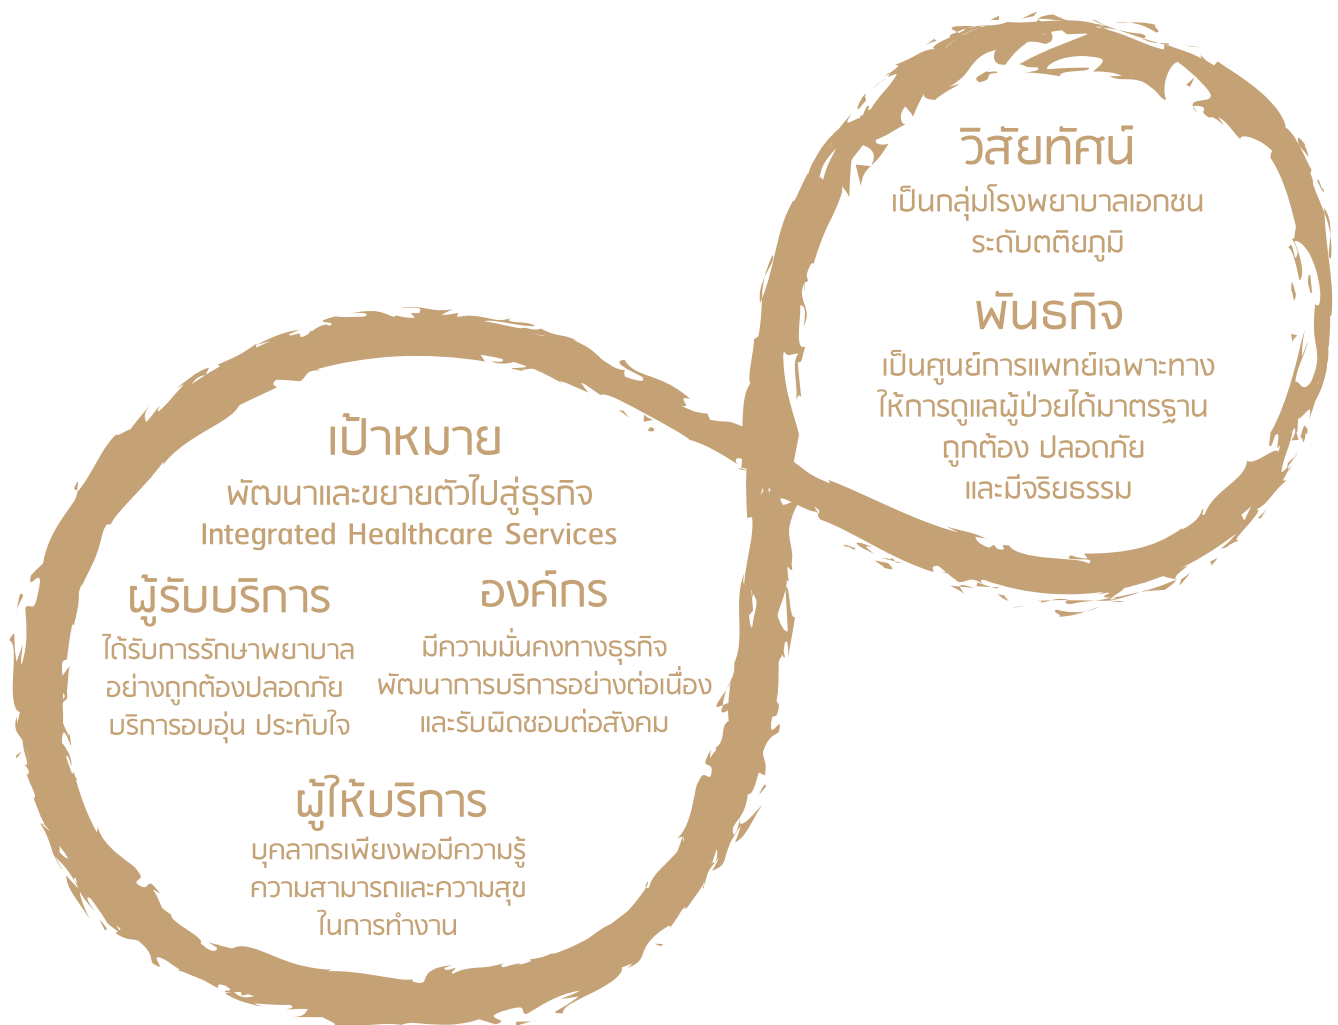 วิสัยทัศน์
เป็นกลุ่มโรงพยาบาลเอกชน
ระดับตติยภูมิ
พันธกิจ
เป็นศูนย์การแพทย์เฉพาะทาง
ให้การดูแลผู้ป่วยได้มาตรฐาน
ถูกต้อง ปลอดภัย
และมีจริยธรรม
เป้าหมาย
พัฒนาและขยายตัวไปสู่ธุรกิจ
Integrated Healthcare Services
ผู้รับบริการ
ได้รับการรักษาพยาบาล
อย่างถูกต้องปลอดภัย
บริการอบอุ่น ประทับใจ
องค์กร
มีความมั่นคงทางธุรกิจ
พัฒนาการบริการอย่างต่อเนื่อง
และรับผิดชอบต่อสังคม
ผู้ให้บริการ
บุคลากรเพียงพอมีความรู้
ความสามารถและความสุข
ในการทำงาน